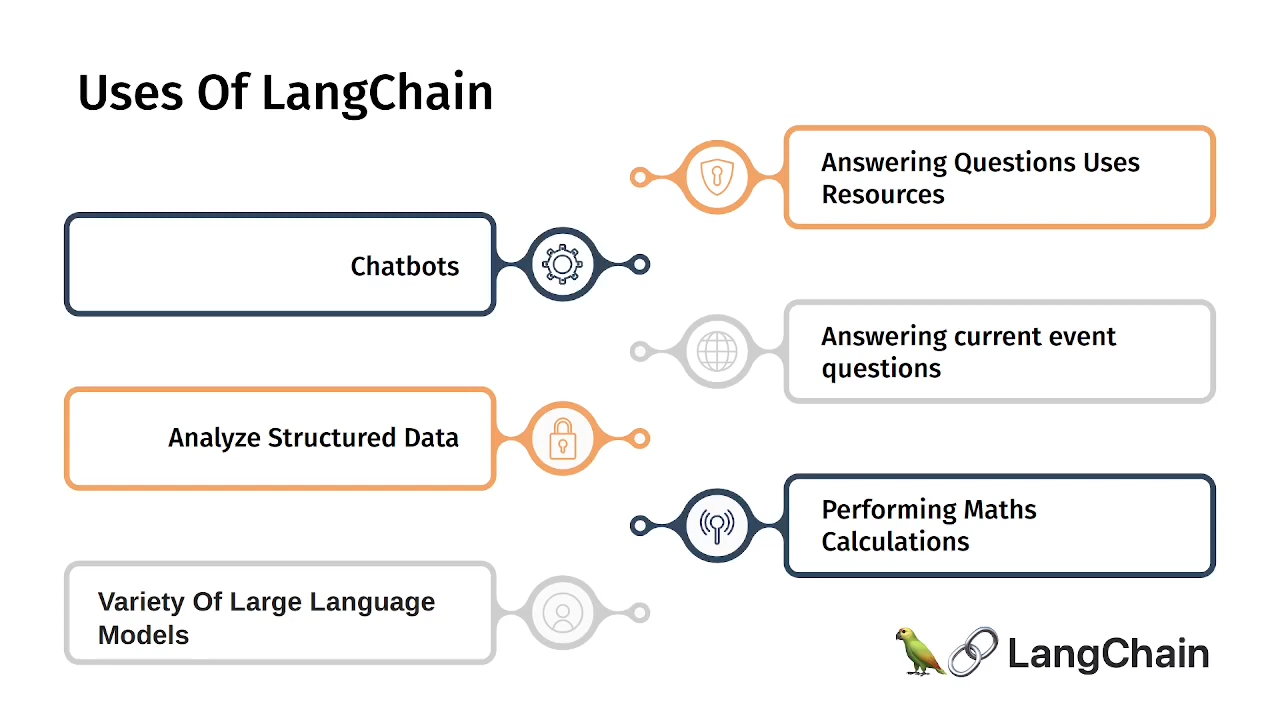 Uses Of LangChain
Answering Questions Uses
Resources
Chatbots
Answering current event
questions
Analyze Structured Data
Performing Maths
Calculations
Variety Of Large Language
Models
LangChain